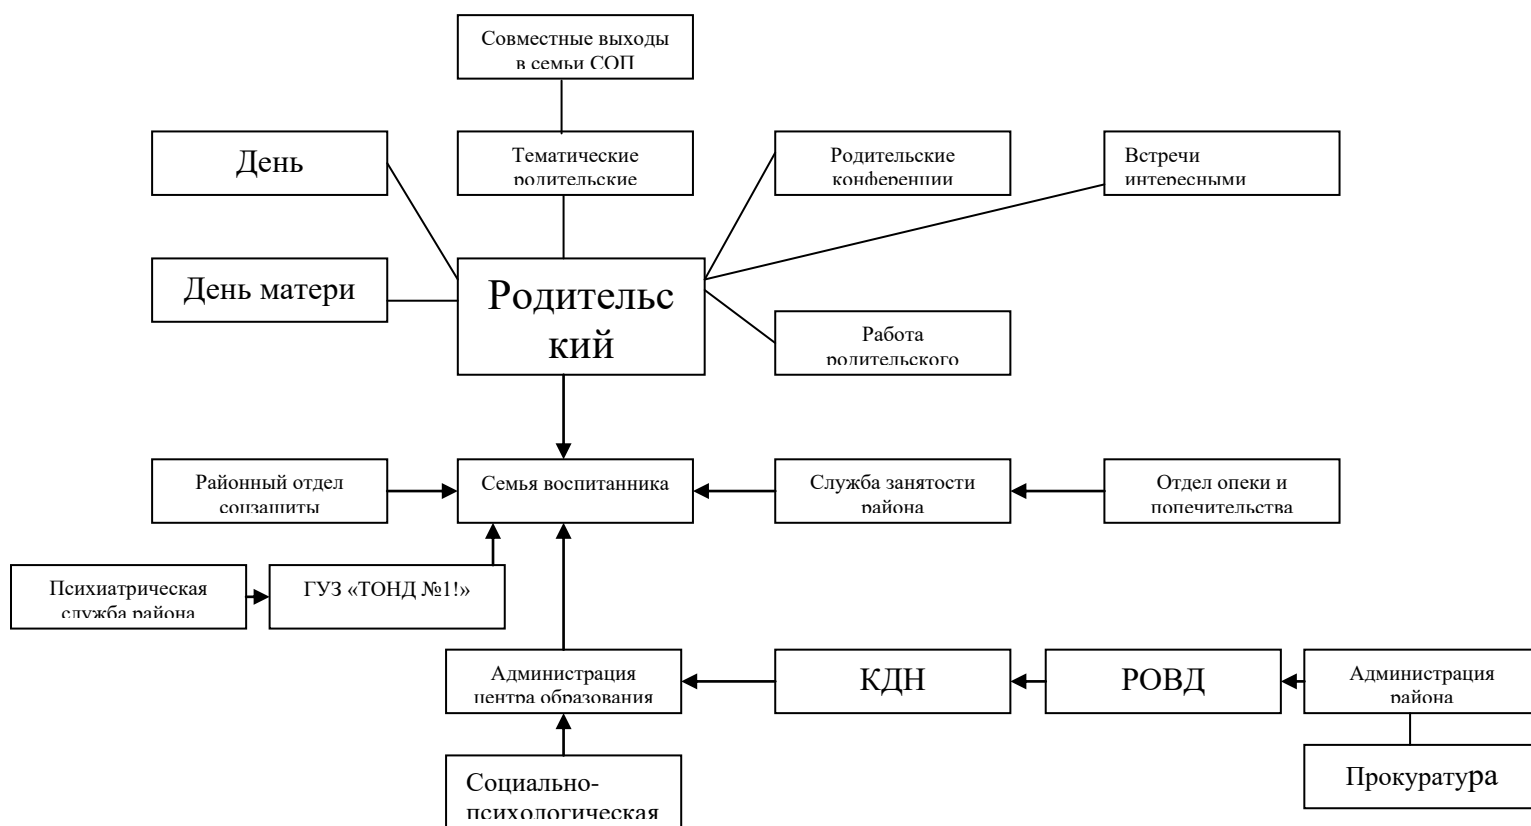 Совместные выходы
в семьи СОП
День
Тематические
родительские
Родительские
конференции
Встречи
интересными
День матери
Родительс
кий
Работа
родительского
Районный отдел
соцзащиты
Семья воспитанника
Служба занятости
района
Отдел опеки и
попечительства
Психиатрическая
служба района
ГУЗ «ТОНД №1!»
Администрация
центра образования
КДН
РОВД
Администрация
района
Социально-
психологическая
Прокуратура